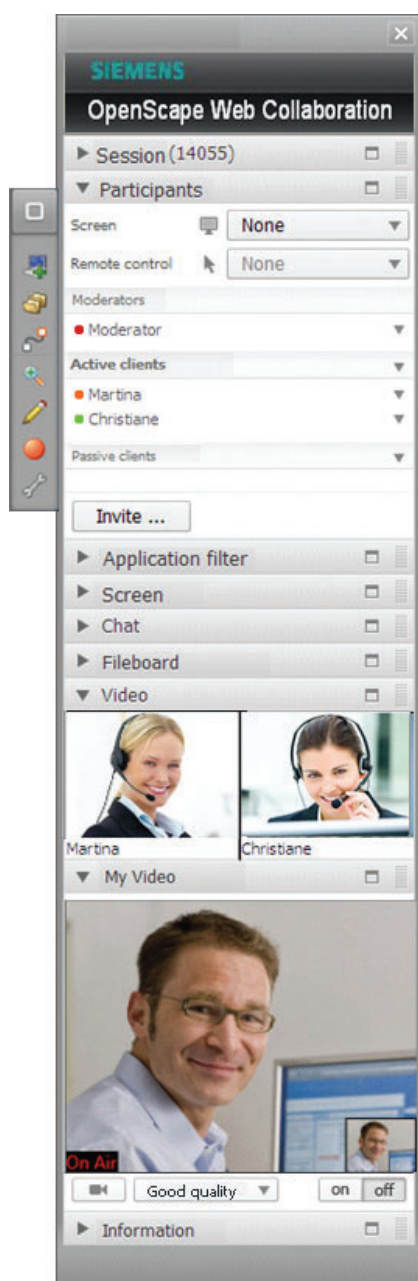 SIEMENS
OpenScape Web Collaboration
Session (14055)
Participants
Screen None
Remote control None
Moderators
Moderator
Active clients
Martina
Christiane
Passive clients
Invite ...
Application filter
Screen
Chat
Fileboard
Video
Martina Christiane
My Video
On Air
Good quality on off
Information